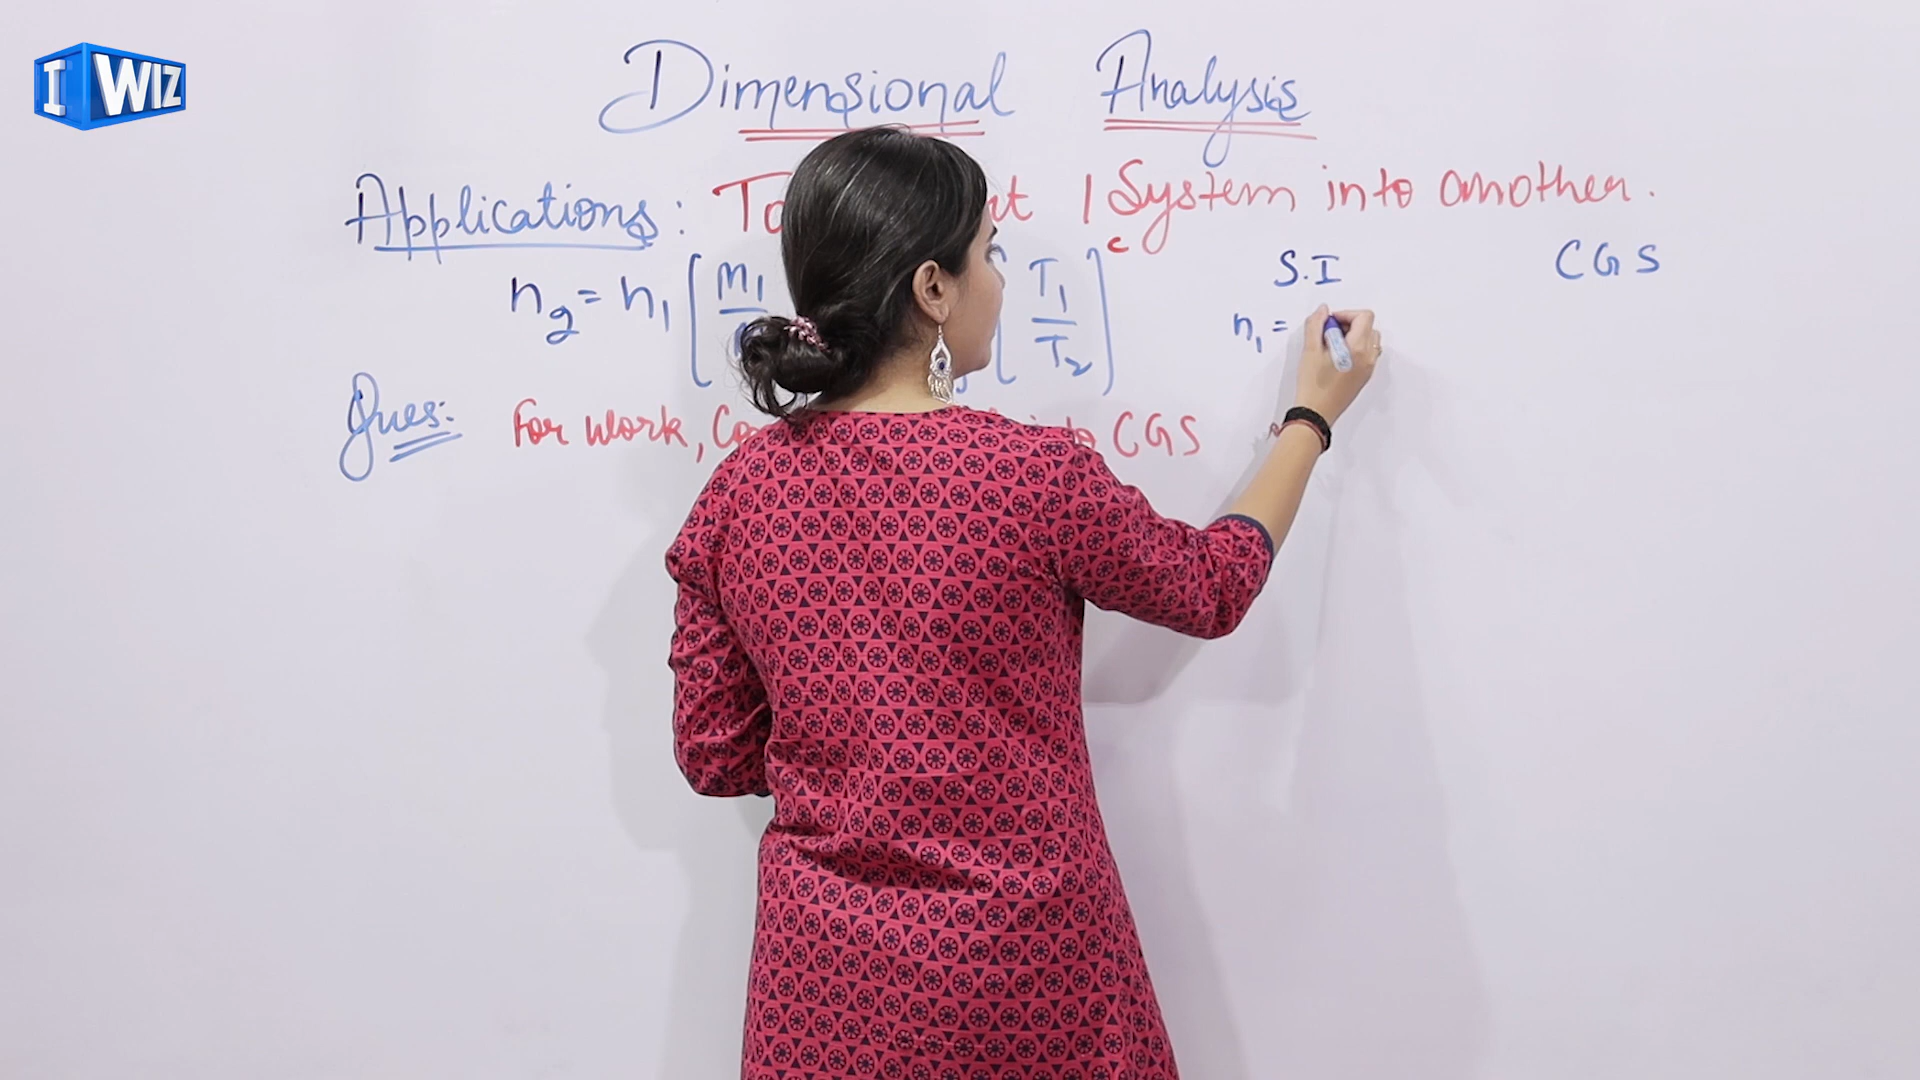 I WIZ
Dimensional Analysis
Applications : To 1 System into another.
n₂ = n₁ [M₁ [T₁/T₂]ᶜ
S.I CGS
n₁ =
Ques: For Work, CGS